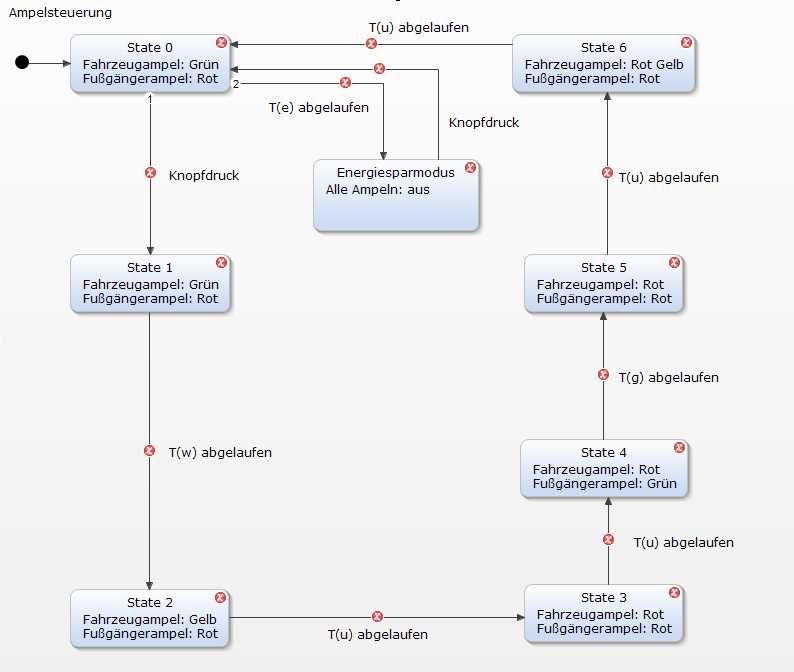 Ampelsteuerung
T(u) abgelaufen
State 0
Fahrzeugampel: Grün
Fußgängerampel: Rot
State 6
Fahrzeugampel: Rot Gelb
Fußgängerampel: Rot
1
2
T(e) abgelaufen
Knopfdruck
Energiesparmodus
Alle Ampeln: aus
Knopfdruck
T(u) abgelaufen
State 1
Fahrzeugampel: Grün
Fußgängerampel: Rot
State 5
Fahrzeugampel: Rot
Fußgängerampel: Rot
T(g) abgelaufen
T(w) abgelaufen
State 4
Fahrzeugampel: Rot
Fußgängerampel: Grün
T(u) abgelaufen
State 2
Fahrzeugampel: Gelb
Fußgängerampel: Rot
T(u) abgelaufen
State 3
Fahrzeugampel: Rot
Fußgängerampel: Rot